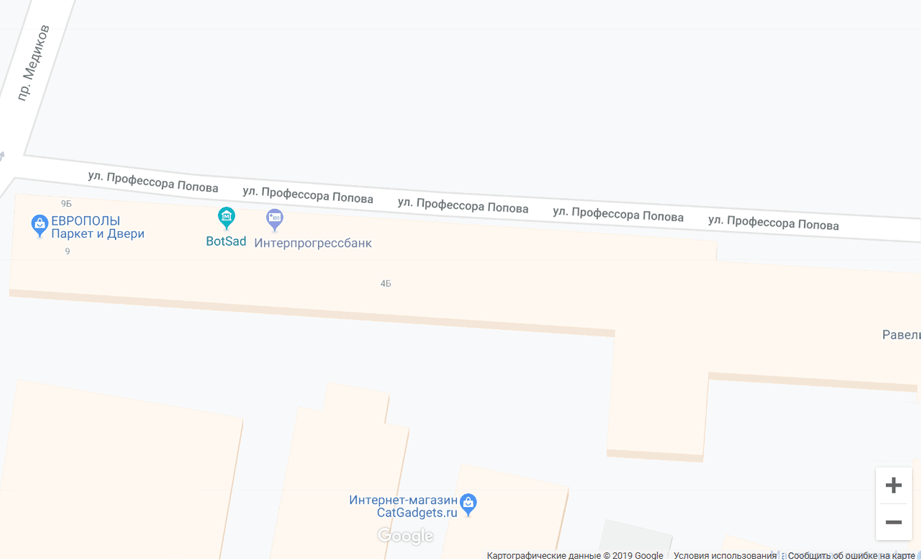 пр. Медиков
ул. Профессора Попова
ул. Профессора Попова
ул. Профессора Попова
ул. Профессора Попова
ул. Профессора Попова
9Б
ЕВРОПОЛЫ
Паркет и Двери
9
BotSad
Интерпрогрессбанк
4Б
Равели
Интернет-магазин
CatGadgets.ru
Google
Картографические данные © 2019 Google Условия использования Сообщить об ошибке на карте